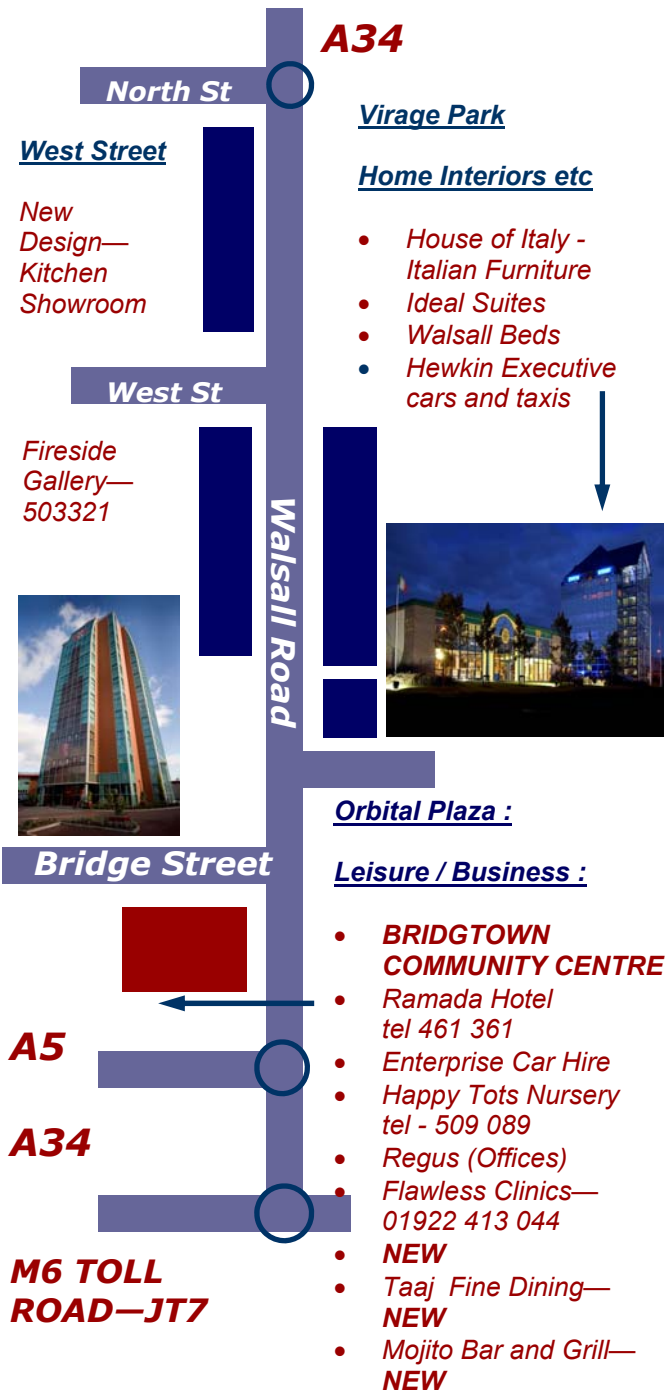 A34
North St
West Street
New
Design—
Kitchen
Showroom
Virage Park
Home Interiors etc
• House of Italy -
Italian Furniture
• Ideal Suites
• Walsall Beds
• Hewkin Executive
cars and taxis
West St
Fireside
Gallery—
503321
Walsall Road
Bridge Street
Orbital Plaza :
Leisure / Business :
• BRIDGTOWN
COMMUNITY CENTRE
• Ramada Hotel
tel 461 361
• Enterprise Car Hire
• Happy Tots Nursery
tel - 509 089
• Regus (Offices)
• Flawless Clinics—
01922 413 044
• NEW
• Taaj  Fine Dining—
NEW
• Mojito Bar and Grill—
NEW
A5
A34
M6 TOLL
ROAD—JT7